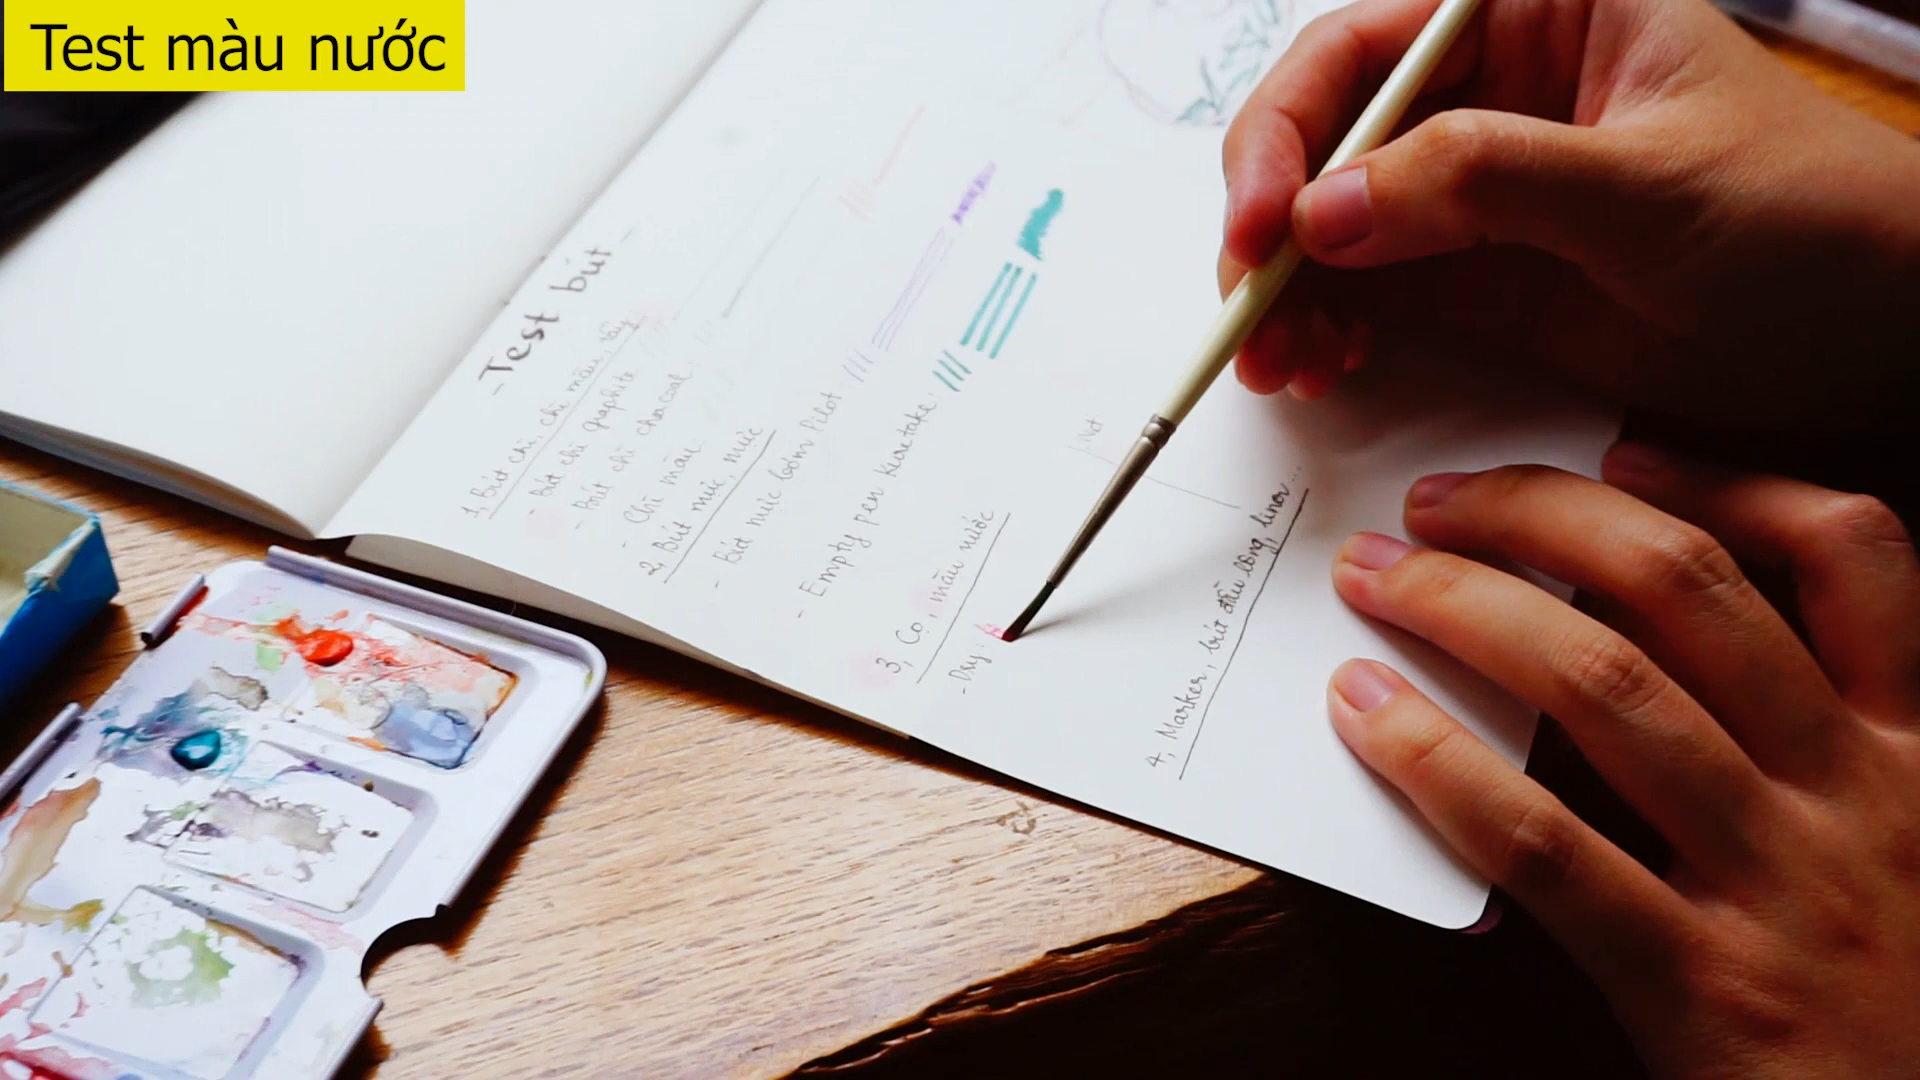 Test màu nước
- Test bút -
1, Bút chì, chì màu, tẩy
- Bút chì graphite
- Bút chì charcoal:
- Chì màu:
2, Bút mực, mực
- Bút mực bơm Pilot:
- Empty pen Kuretake:
3, Cọ, màu nước
- Dry:
4, Marker, bút đầu lông, liner...